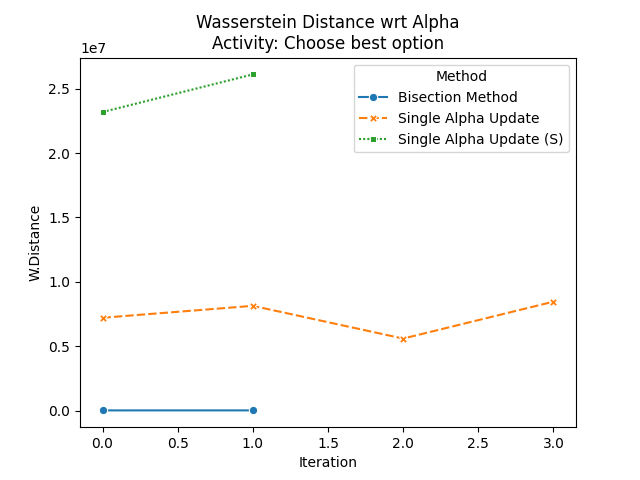 Wasserstein Distance wrt Alpha
Activity: Choose best option
1e7
Method
Bisection Method
Single Alpha Update
Single Alpha Update (S)
2.5
2.0
1.5
1.0
0.5
0.0
W.Distance
0.0 0.5 1.0 1.5 2.0 2.5 3.0
Iteration